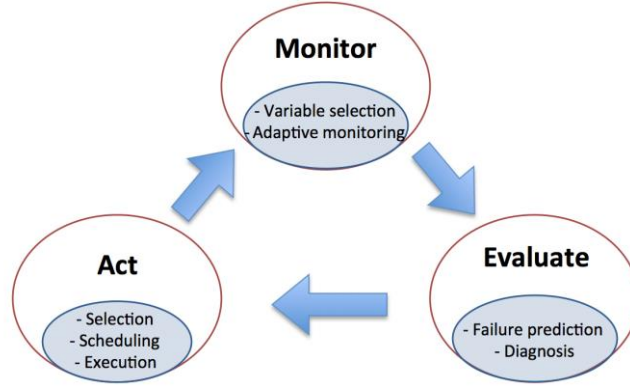 Monitor
- Variable selection
- Adaptive monitoring
Act
- Selection
- Scheduling
- Execution
Evaluate
- Failure prediction
- Diagnosis